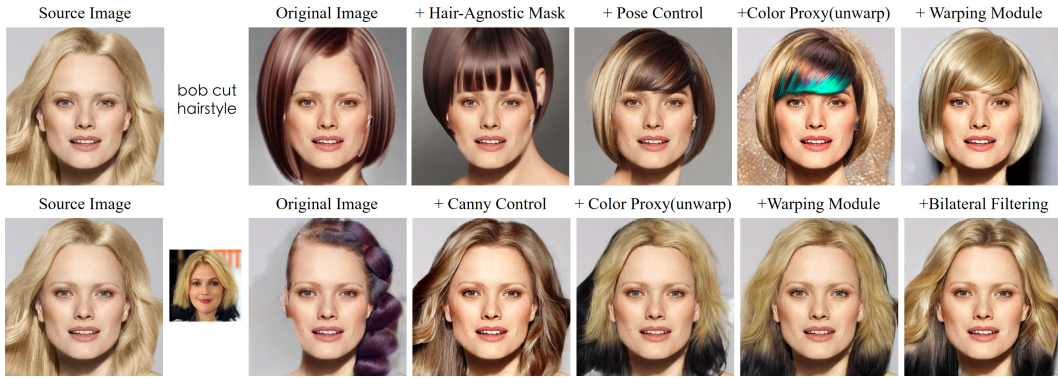 Source Image
Original Image
+ Hair-Agnostic Mask
+ Pose Control
+Color Proxy(unwarp)
+ Warping Module
bob cut
hairstyle
Source Image
Original Image
+ Canny Control
+ Color Proxy(unwarp)
+Warping Module
+Bilateral Filtering